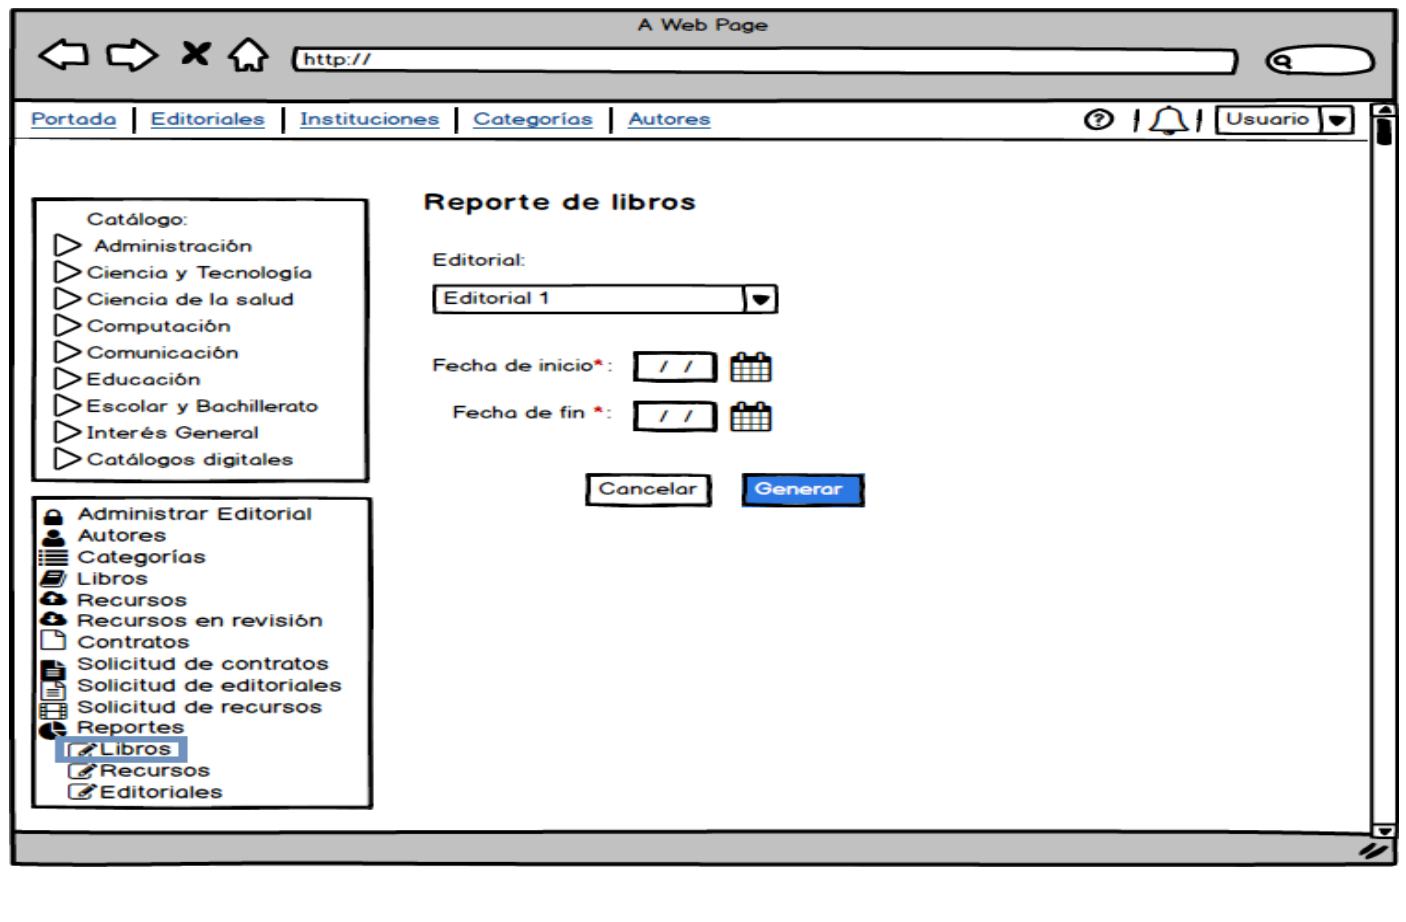 A Web Page
http://
Portada Editoriales Instituciones Categorías Autores Usuario
Catálogo:
Administración
Ciencia y Tecnología
Ciencia de la salud
Computación
Comunicación
Educación
Escolar y Bachillerato
Interés General
Catálogos digitales
Administrar Editorial
Autores
Categorías
Libros
Recursos
Recursos en revisión
Contratos
Solicitud de contratos
Solicitud de editoriales
Solicitud de recursos
Reportes
Libros
Recursos
Editoriales
Reporte de libros
Editorial:
Editorial 1
Fecha de inicio*: / /
Fecha de fin *: / /
Cancelar Generar